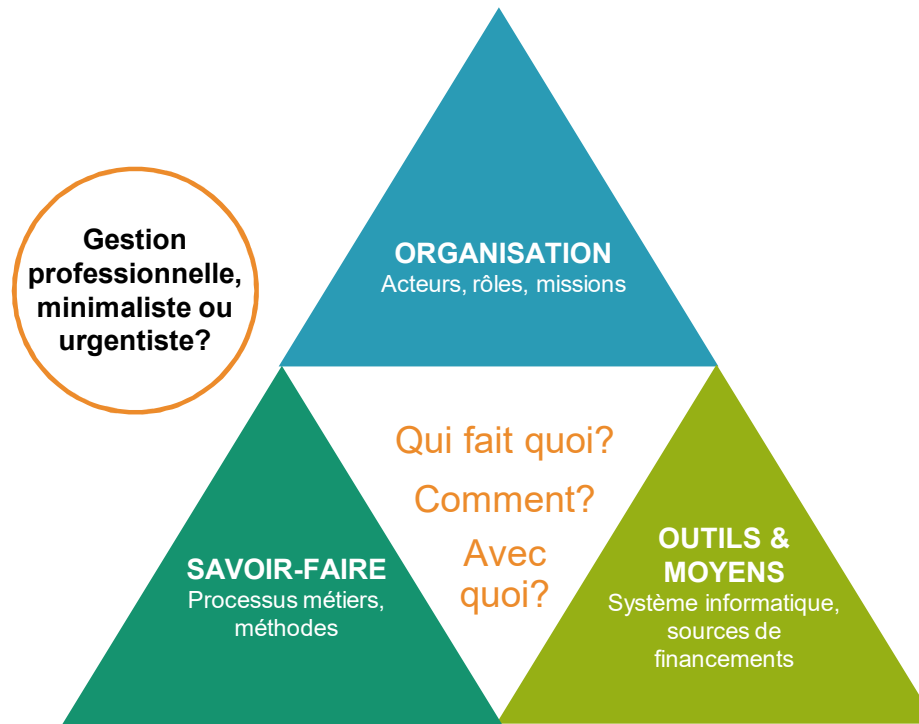 Gestion
professionnelle,
minimaliste ou
urgentiste?
ORGANISATION
Acteurs, rôles, missions
Qui fait quoi?
Comment?
Avec
quoi?
SAVOIR-FAIRE
Processus métiers,
méthodes
OUTILS &
MOYENS
Système informatique,
sources de
financements